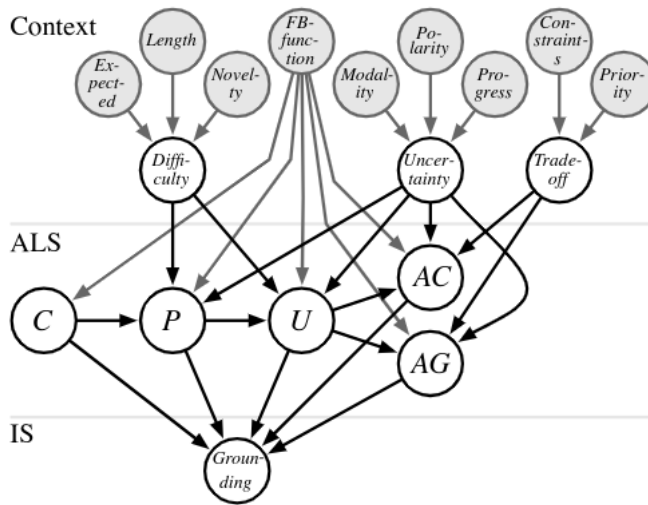 Context
Length
FB-
func-
tion
Po-
larity
Con-
straint-
s
Ex-
pect-
ed
Novel-
ty
Modal-
ity
Pro-
gress
Prior-
ity
Diffi-
culty
Uncer-
tainty
Trade-
off
ALS
AC
C
P
U
AG
IS
Groun-
ding